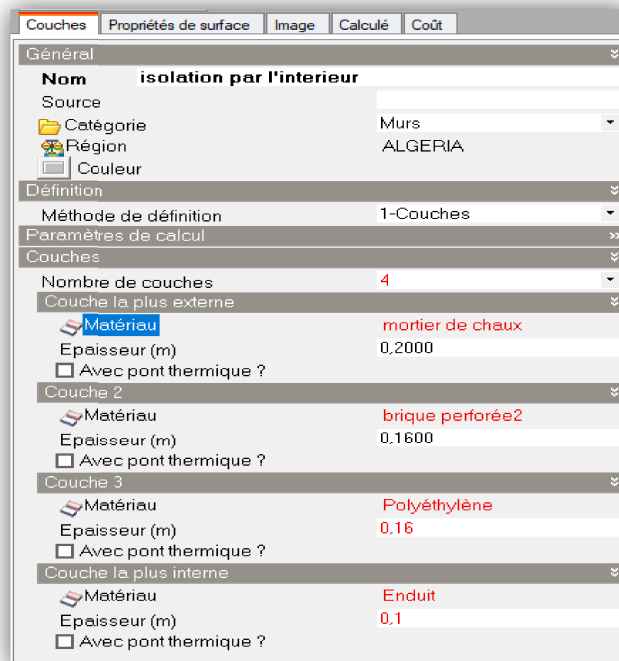 Couches Propriétés de surface Image Calculé Coût
Général
Nom isolation par l'interieur
Source
Catégorie Murs
Région ALGERIA
Couleur
Définition
Méthode de définition 1-Couches
Paramètres de calcul
Couches
Nombre de couches 4
Couche la plus externe
Matériau mortier de chaux
Epaisseur (m) 0,2000
Avec pont thermique ?
Couche 2
Matériau brique perforée2
Epaisseur (m) 0,1600
Avec pont thermique ?
Couche 3
Matériau Polyéthylène
Epaisseur (m) 0,16
Avec pont thermique ?
Couche la plus interne
Matériau Enduit
Epaisseur (m) 0,1
Avec pont thermique ?